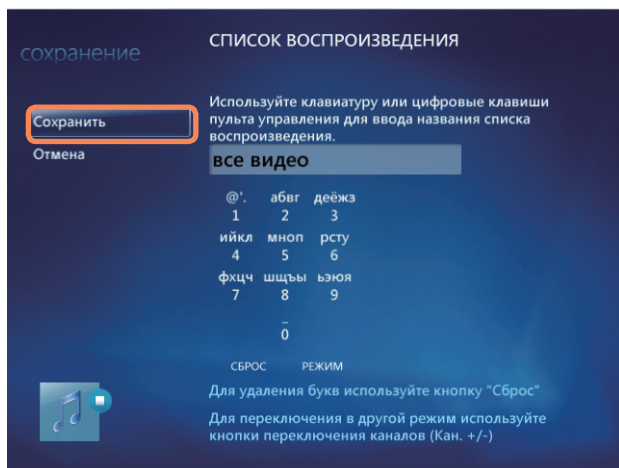 сохранение
СПИСОК ВОСПРОИЗВЕДЕНИЯ
Сохранить
Отмена
Используйте клавиатуру или цифровые клавиши
пульта управления для ввода названия списка
воспроизведения.
все видео
@'. абвг деёжз
1 2 3
ийкл мноп рсту
4 5 6
фхцч шщъы ьэюя
7 8 9
_
0
СБРОС РЕЖИМ
Для удаления букв используйте кнопку "Сброс"
Для переключения в другой режим используйте
кнопки переключения каналов (Кан. +/-)